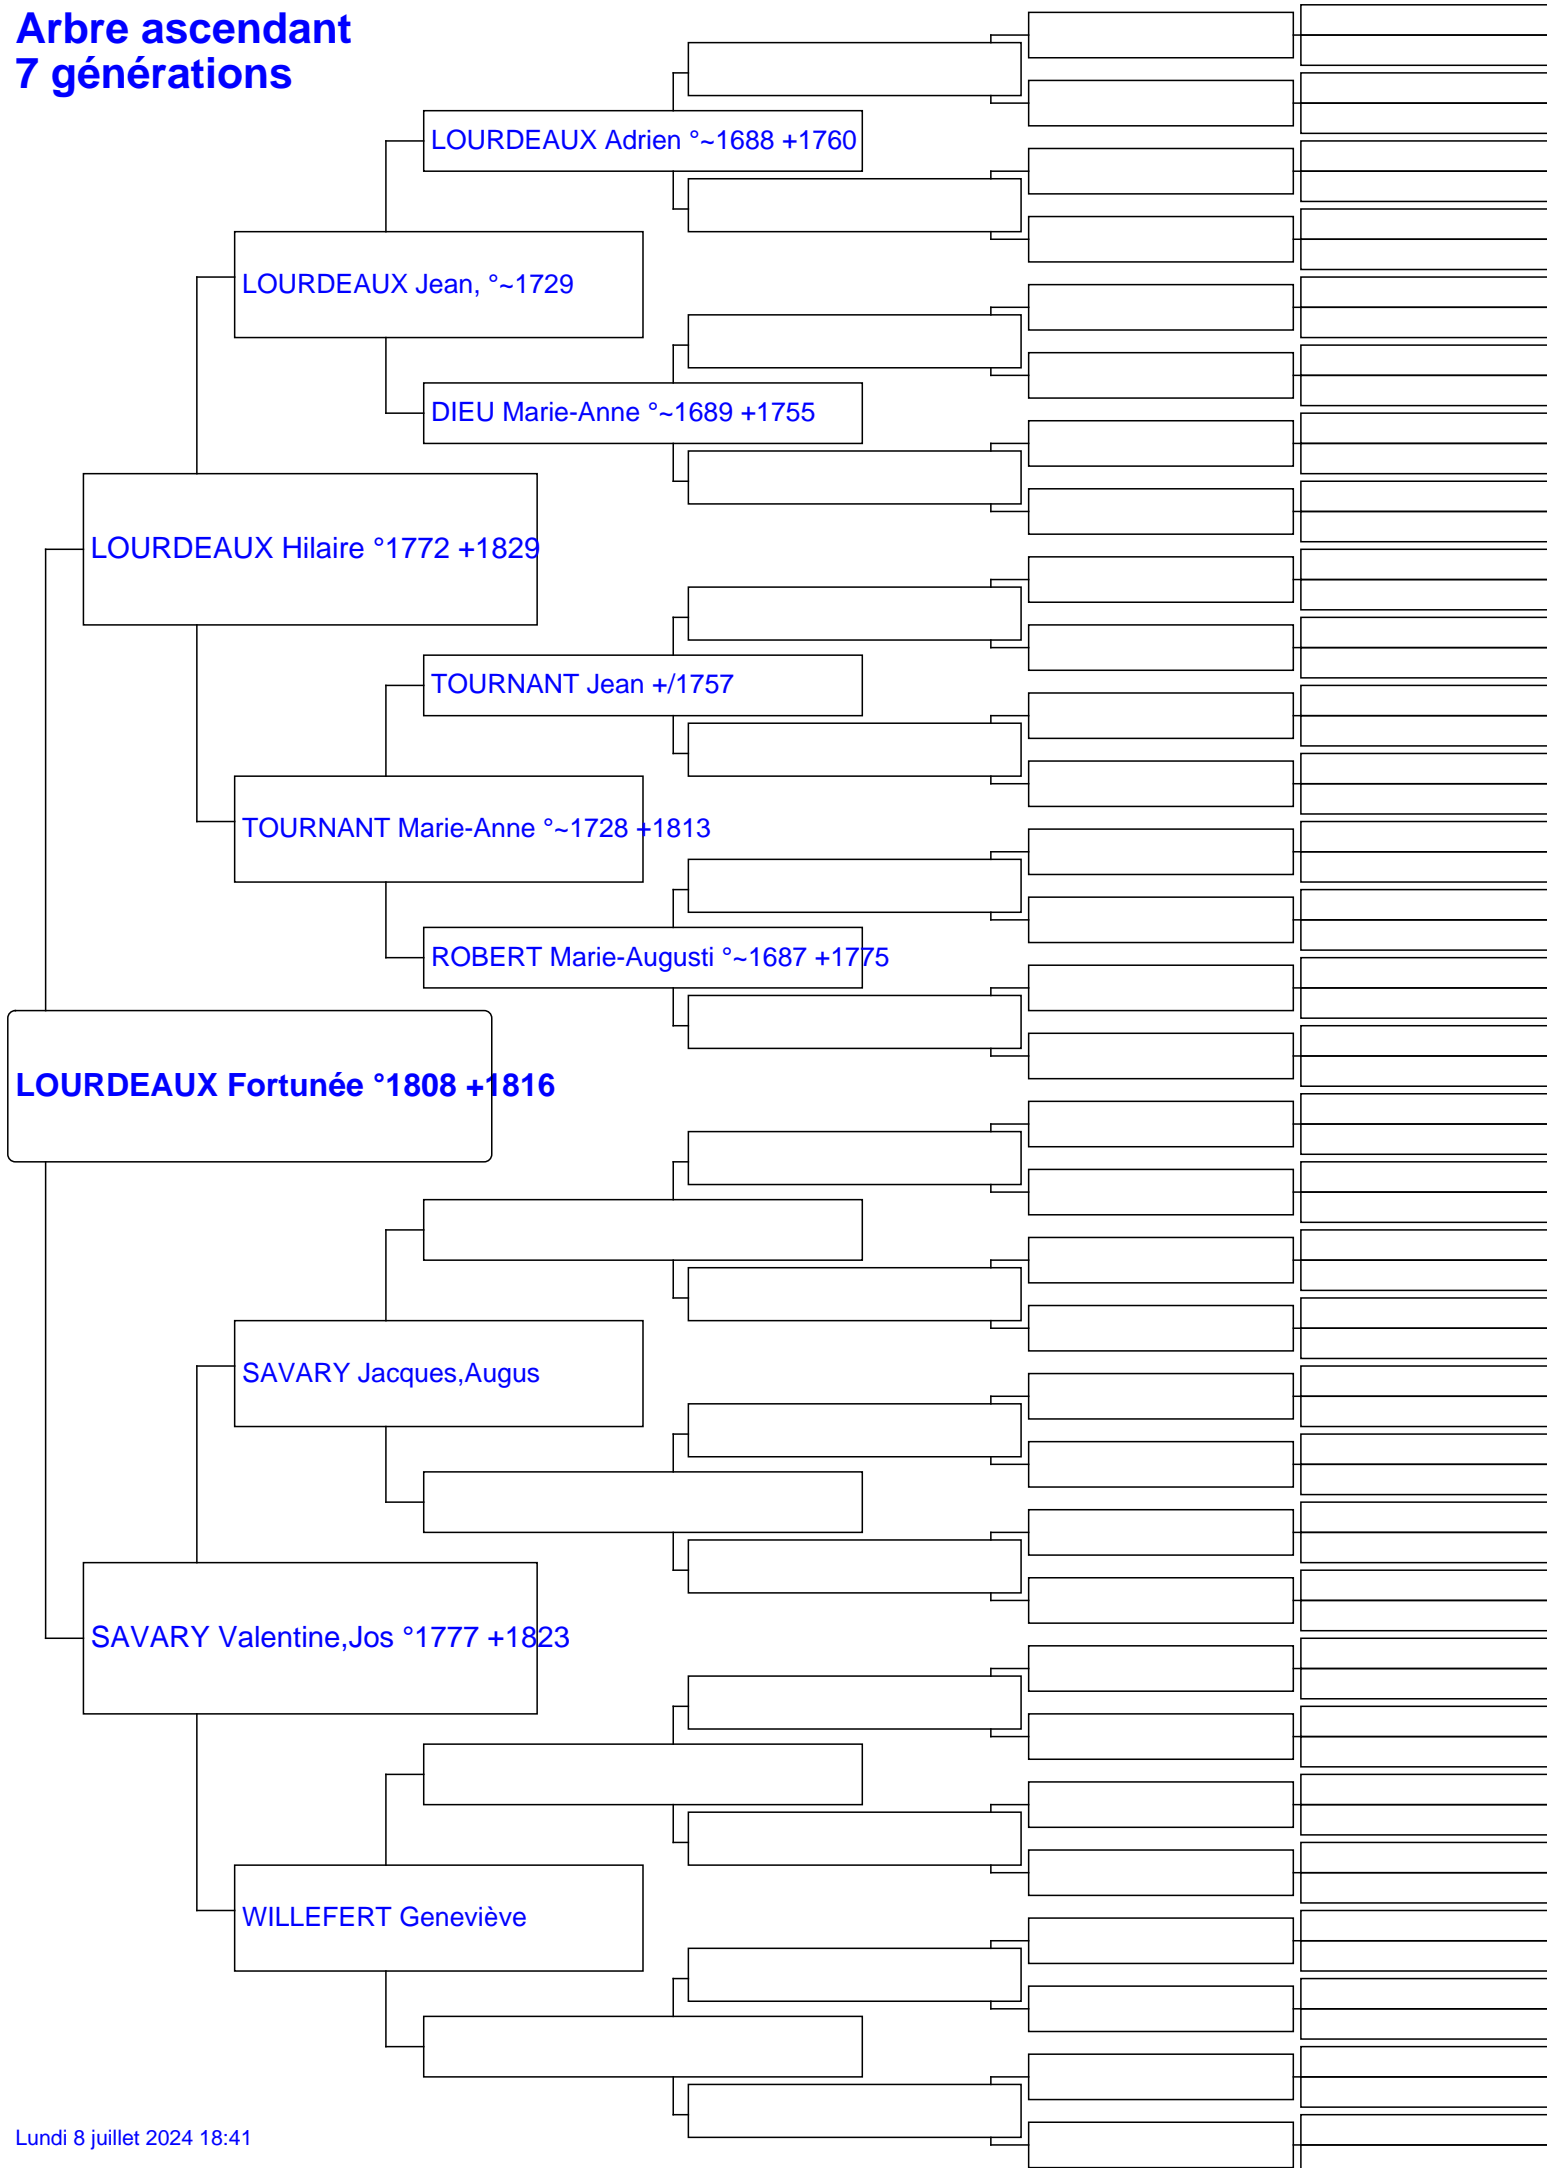 Arbre ascendant
7 générations
LOURDEAUX Adrien °~1688 +1760
LOURDEAUX Jean, °~1729
DIEU Marie-Anne °~1689 +1755
LOURDEAUX Hilaire °1772 +1829
TOURNANT Jean +/1757
TOURNANT Marie-Anne °~1728 +1813
ROBERT Marie-Augusti °~1687 +1775
LOURDEAUX Fortunée °1808 +1816
SAVARY Jacques,Augus
SAVARY Valentine,Jos °1777 +1823
WILLEFERT Geneviève
Lundi 8 juillet 2024 18:41